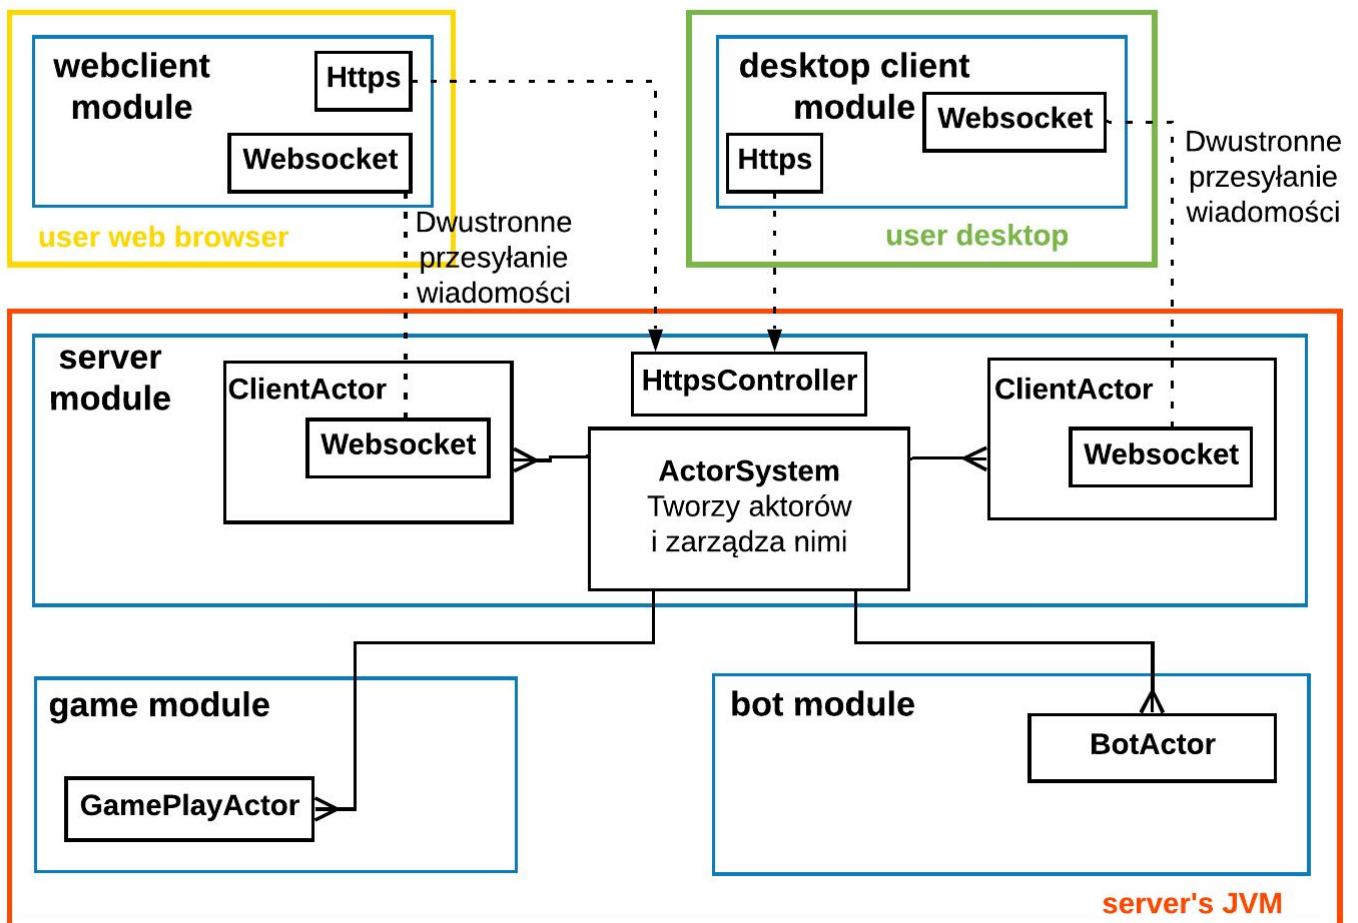 webclient
module
Https
Websocket
user web browser
Dwustronne
przesyłanie
wiadomości
desktop client
module
Websocket
Https
user desktop
Dwustronne
przesyłanie
wiadomości
server
module
ClientActor
Websocket
HttpsController
ActorSystem
Tworzy aktorów
i zarządza nimi
ClientActor
Websocket
game module
GamePlayActor
bot module
BotActor
server's JVM